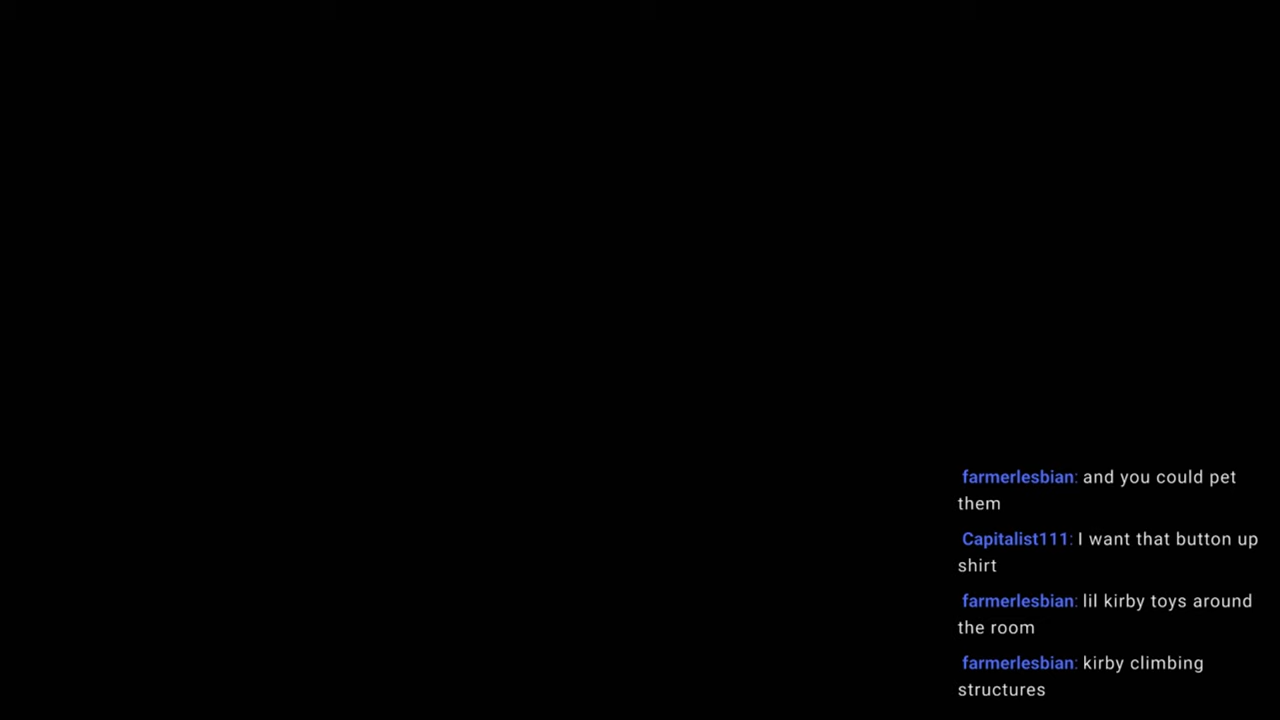 farmerlesbian: and you could pet
them
Capitalist111: I want that button up
shirt
farmerlesbian: lil kirby toys around
the room
farmerlesbian: kirby climbing
structures